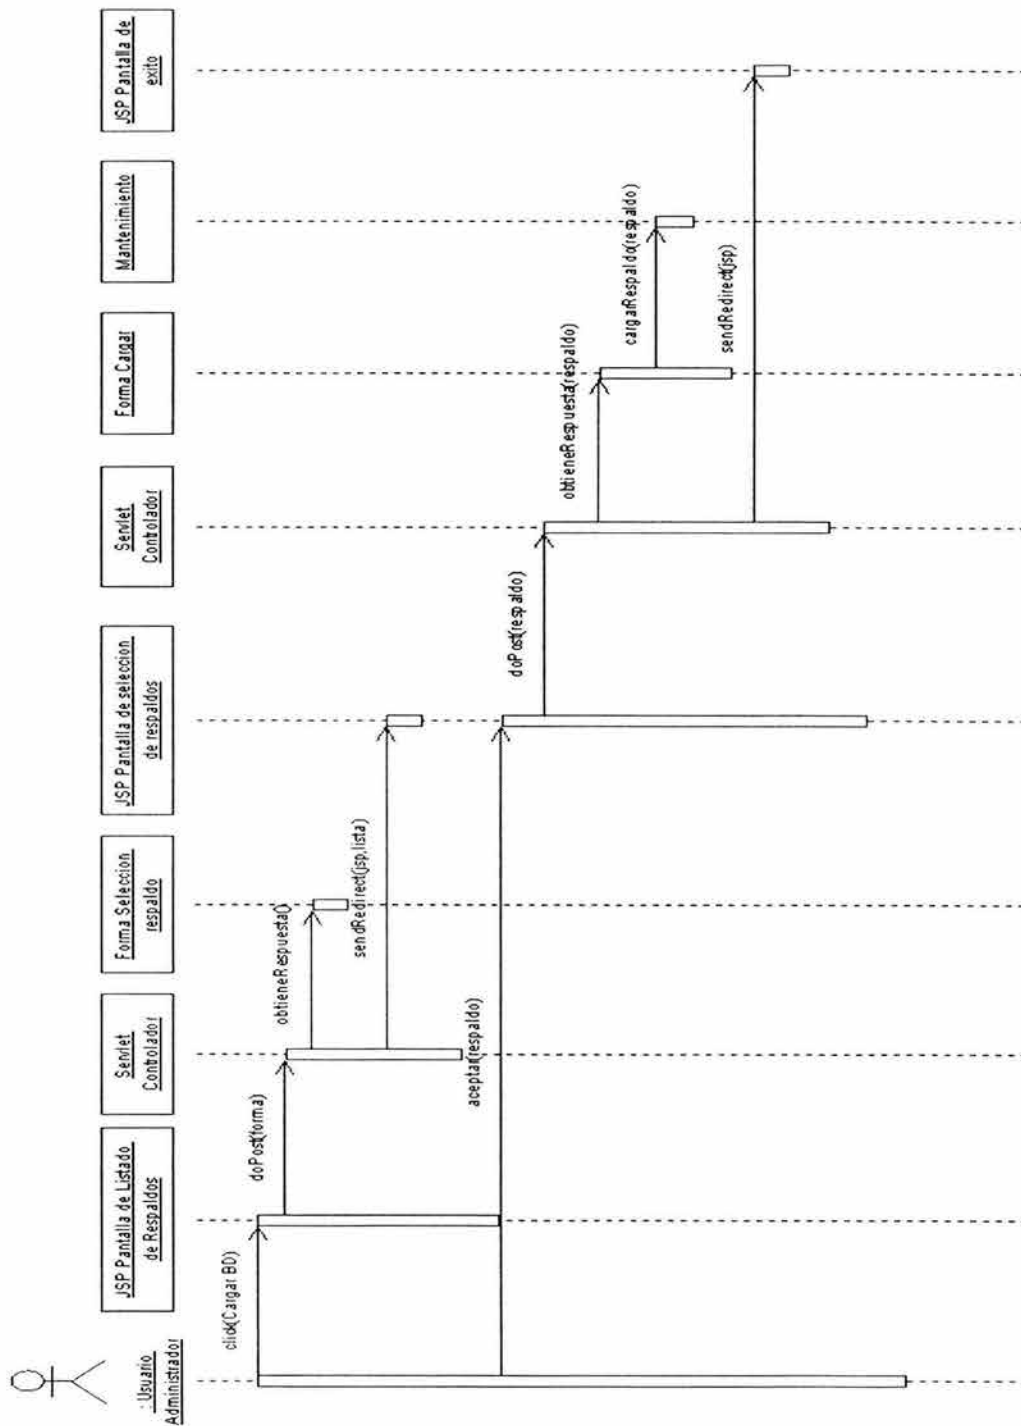 : Usuario
Administrador
JSP Pantalla de Listado
de Respaldos
Servlet
Controlador
Forma Seleccion
respaldo
JSP Pantalla de seleccion
de respaldos
Servlet
Controlador
Forma Cargar
Mantenimiento
JSP Pantalla de
exito
click(Cargar BD)
doPost(forma)
obtieneRespuesta()
sendRedirect(jsp,lista)
aceptar(respaldo)
doPost(respaldo)
obtieneRespuesta(respaldo)
cargarRespaldo(respaldo)
sendRedirect(jsp)